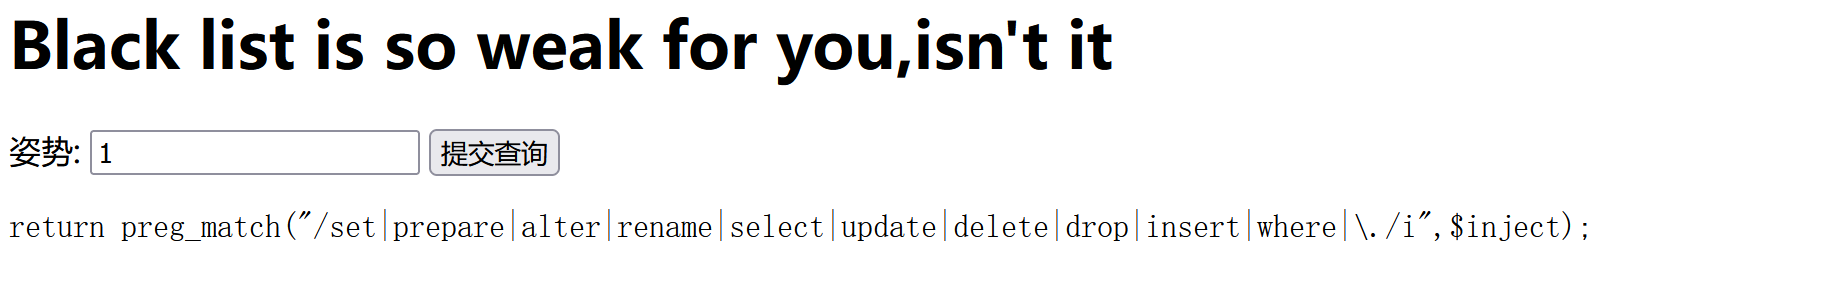 Black list is so weak for you,isn't it
姿势: 1 提交查询
return preg_match("/set|prepare|alter|rename|select|update|delete|drop|insert|where|\./i",$inject);